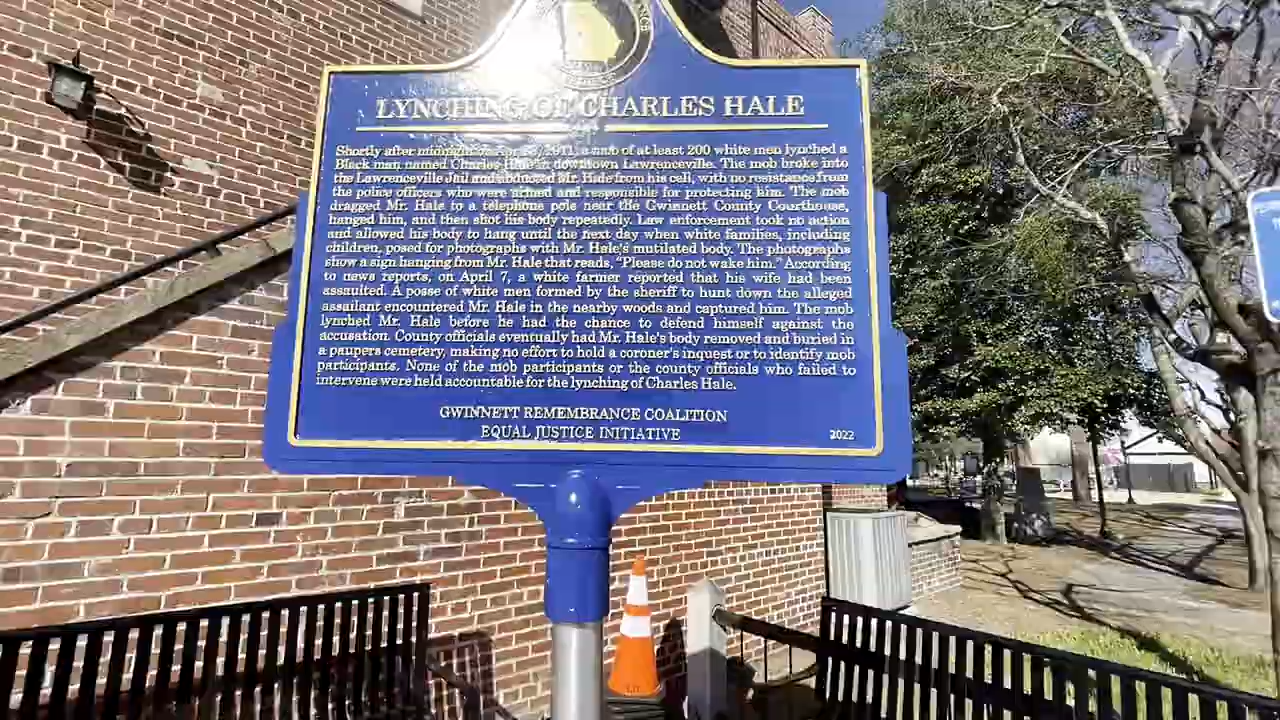 LYNCHING OF CHARLES HALE
Shortly after midnight on Apr 1911, a mob of at least 200 white men lynched a
Black man named Charles Hale in downtown Lawrenceville. The mob broke into
the Lawrenceville Jail and abducted Mr. Hale from his cell, with no resistance from
the police officers who were armed and responsible for protecting him. The mob
dragged Mr. Hale to a telephone pole near the Gwinnett County Courthouse,
hanged him, and then shot his body repeatedly. Law enforcement took no action
and allowed his body to hang until the next day when white families, including
children, posed for photographs with Mr. Hale's mutilated body. The photographs
show a sign hanging from Mr. Hale that reads, "Please do not wake him." According
to news reports, on April 7, a white farmer reported that his wife had been
assaulted. A posse of white men formed by the sheriff to hunt down the alleged
assailant encountered Mr. Hale in the nearby woods and captured him. The mob
lynched Mr. Hale before he had the chance to defend himself against the
accusation. County officials eventually had Mr. Hale's body removed and buried in
a paupers cemetery, making no effort to hold a coroner's inquest or to identify mob
participants. None of the mob participants or the county officials who failed to
intervene were held accountable for the lynching of Charles Hale.
GWINNETT REMEMBRANCE COALITION
EQUAL JUSTICE INITIATIVE
2022